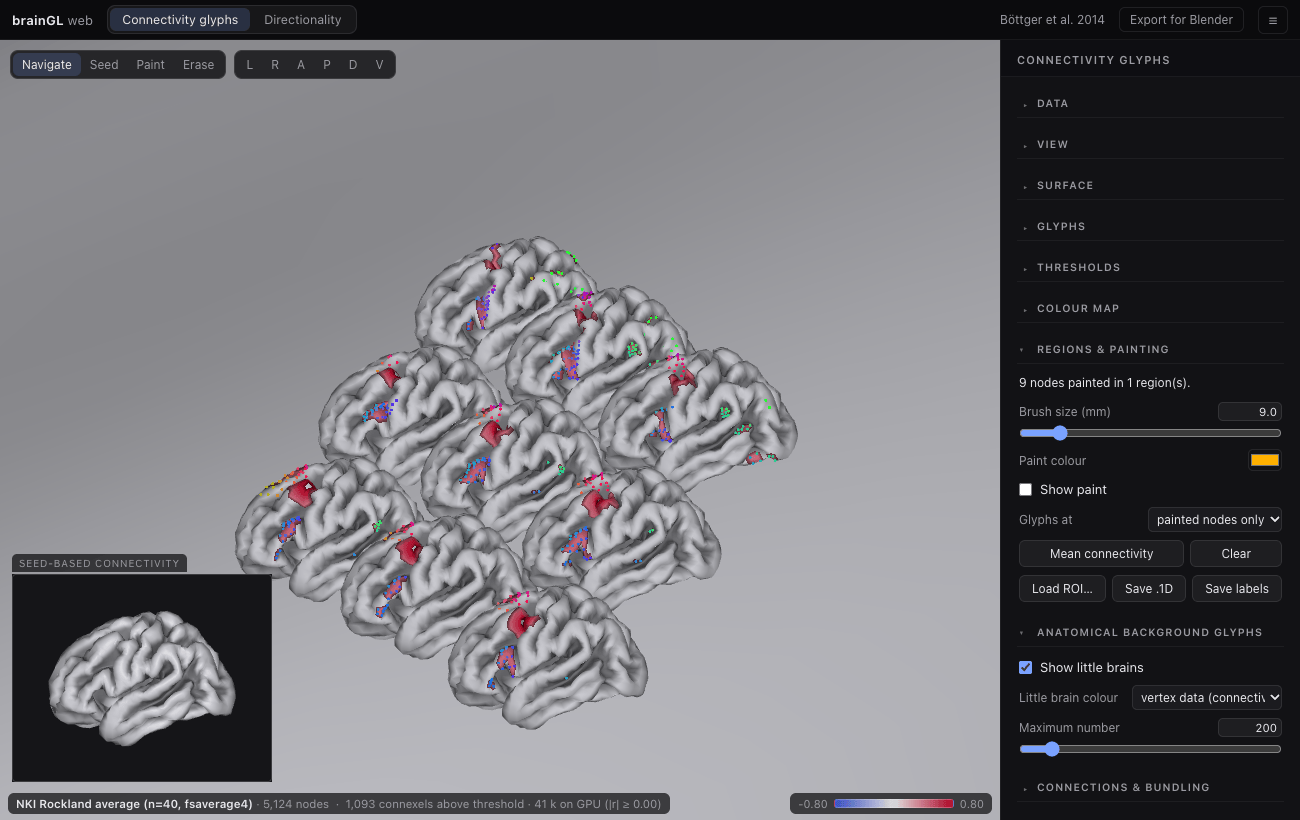 brainGL web
Connectivity glyphs
Directionality
Böttger et al. 2014
Export for Blender
≡
Navigate
Seed
Paint
Erase
L R A P D V
CONNECTIVITY GLYPHS
DATA
VIEW
SURFACE
GLYPHS
THRESHOLDS
COLOUR MAP
REGIONS & PAINTING
9 nodes painted in 1 region(s).
Brush size (mm) 9.0
Paint colour
Show paint
Glyphs at painted nodes only
Mean connectivity
Clear
Load ROI...
Save .1D
Save labels
ANATOMICAL BACKGROUND GLYPHS
Show little brains
Little brain colour vertex data (connectiv
Maximum number 200
CONNECTIONS & BUNDLING
SEED-BASED CONNECTIVITY
NKI Rockland average (n=40, fsaverage4) · 5,124 nodes · 1,093 connexels above threshold · 41 k on GPU (|r| ≥ 0.00)
-0.80 0.80